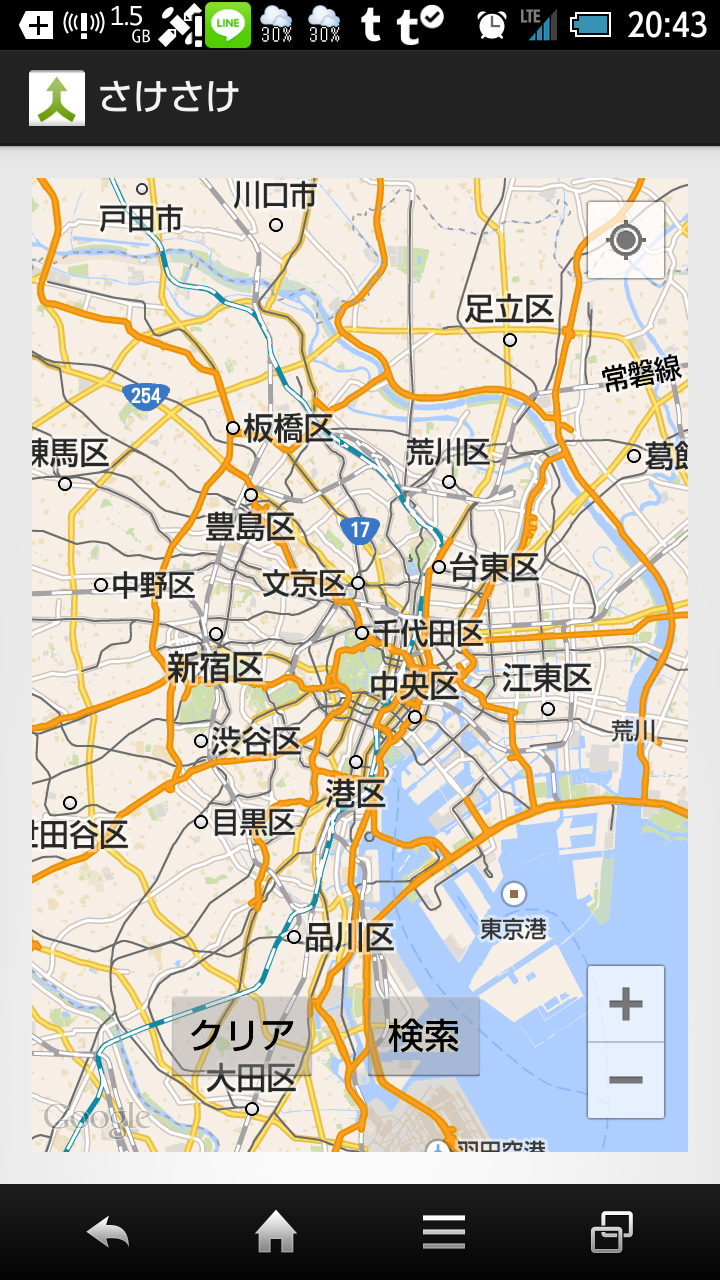 1.5
GB
LINE
30%
30%
LTE
20:43
さけさけ
川口市
戸田市
足立区
常磐線
254
板橋区
荒川区
練馬区
葛飾
豊島区
17
台東区
中野区
文京区
千代田区
新宿区
中央区
江東区
荒川
渋谷区
港区
目黒区
世田谷区
東京港
品川区
クリア
検索
大田区
Google
羽田空港